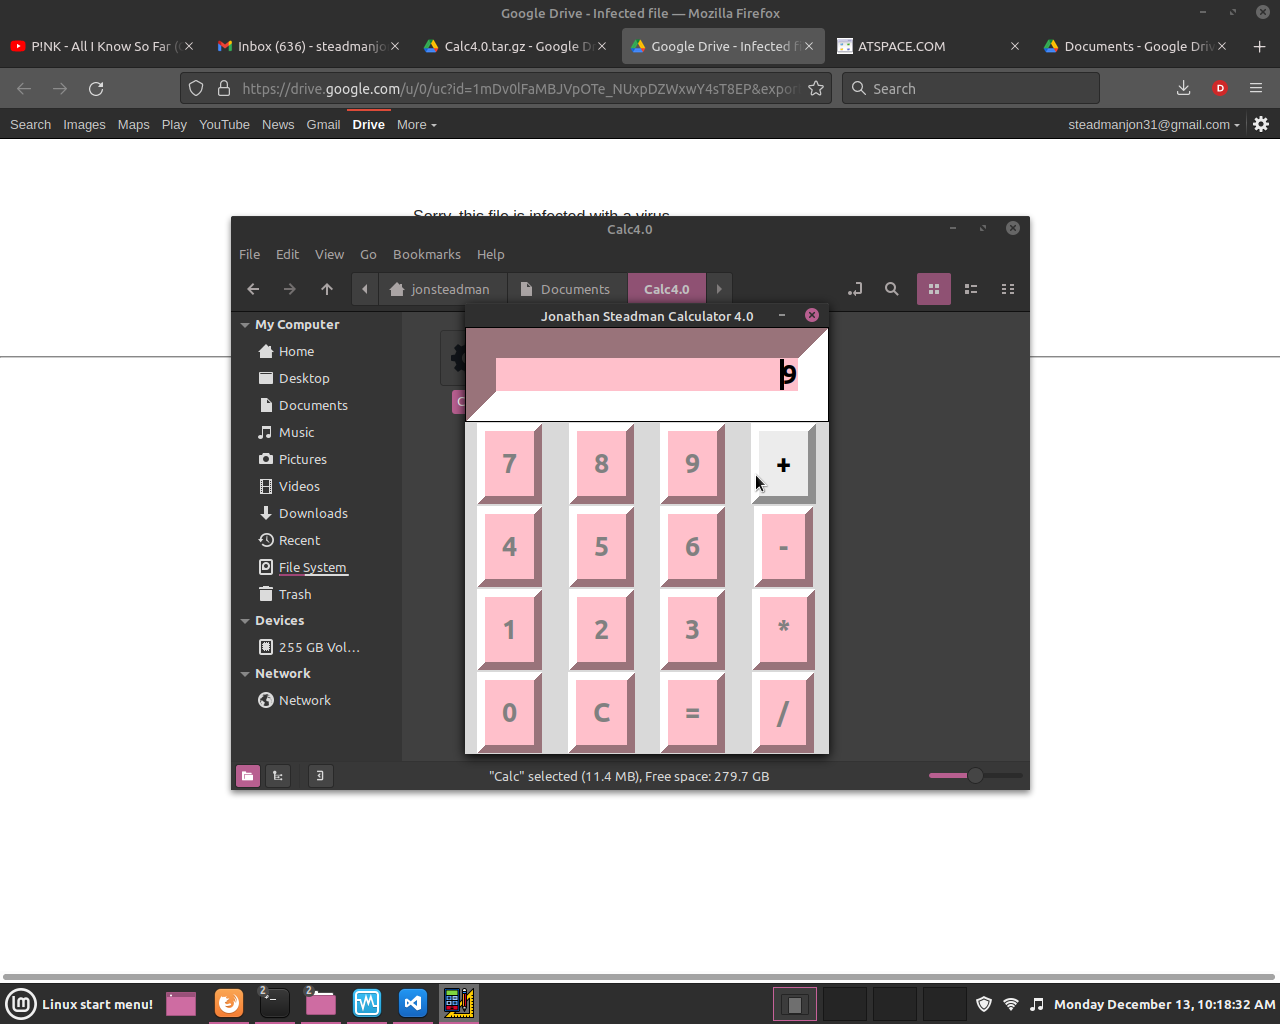 Google Drive - Infected file — Mozilla Firefox
P!NK - All I Know So Far (
Inbox (636) - steadmanjo
Calc4.0.tar.gz - Google D
Google Drive - Infected fi
ATSPACE.COM
Documents - Google Driv
https://drive.google.com/u/0/uc?id=1mDv0lFaMBJVpOTe_NUxpDZWxwY4sT8EP&expor
Search
D
Search Images Maps Play YouTube News Gmail Drive More
steadmanjon31@gmail.com
Sorry, this file is infected with a virus
Calc4.0
File Edit View Go Bookmarks Help
jonsteadman Documents Calc4.0
My Computer
Home
Desktop
Documents
Music
Pictures
Videos
Downloads
Recent
File System
Trash
Devices
255 GB Vol...
Network
Network
C
Jonathan Steadman Calculator 4.0
9
7 8 9 +
4 5 6 -
1 2 3 *
0 C = /
"Calc" selected (11.4 MB), Free space: 279.7 GB
Linux start menu!
2
2
Monday December 13, 10:18:32 AM